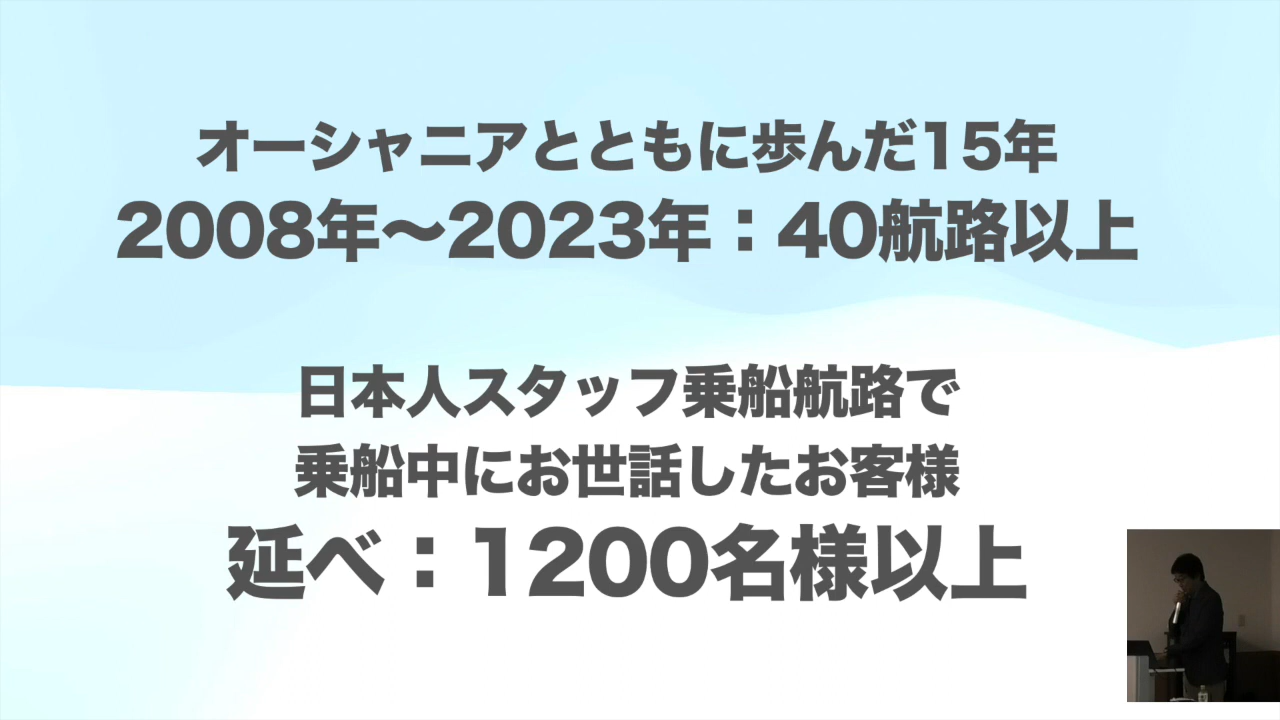 オーシャニアとともに歩んだ15年
2008年〜2023年：40航路以上
日本人スタッフ乗船航路で
乗船中にお世話したお客様
延べ：1200名様以上